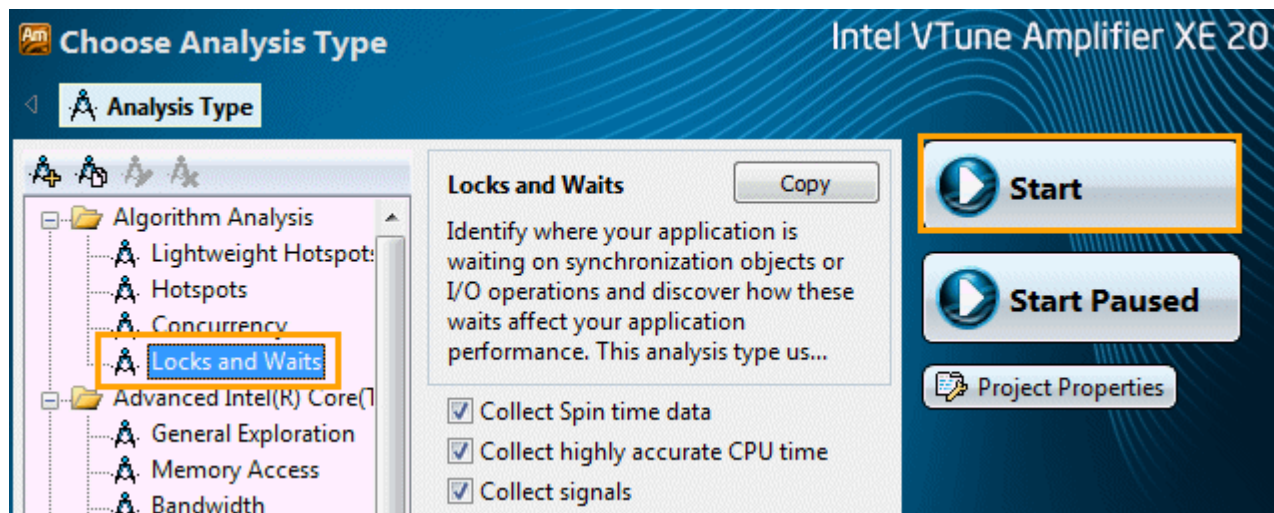 Choose Analysis Type
Intel VTune Amplifier XE 20
Analysis Type
Algorithm Analysis
Lightweight Hotspots
Hotspots
Concurrency
Locks and Waits
Advanced Intel(R) Core(T
General Exploration
Memory Access
Bandwidth
Locks and Waits
Copy
Identify where your application is
waiting on synchronization objects or
I/O operations and discover how these
waits affect your application
performance. This analysis type us...
Collect Spin time data
Collect highly accurate CPU time
Collect signals
Start
Start Paused
Project Properties